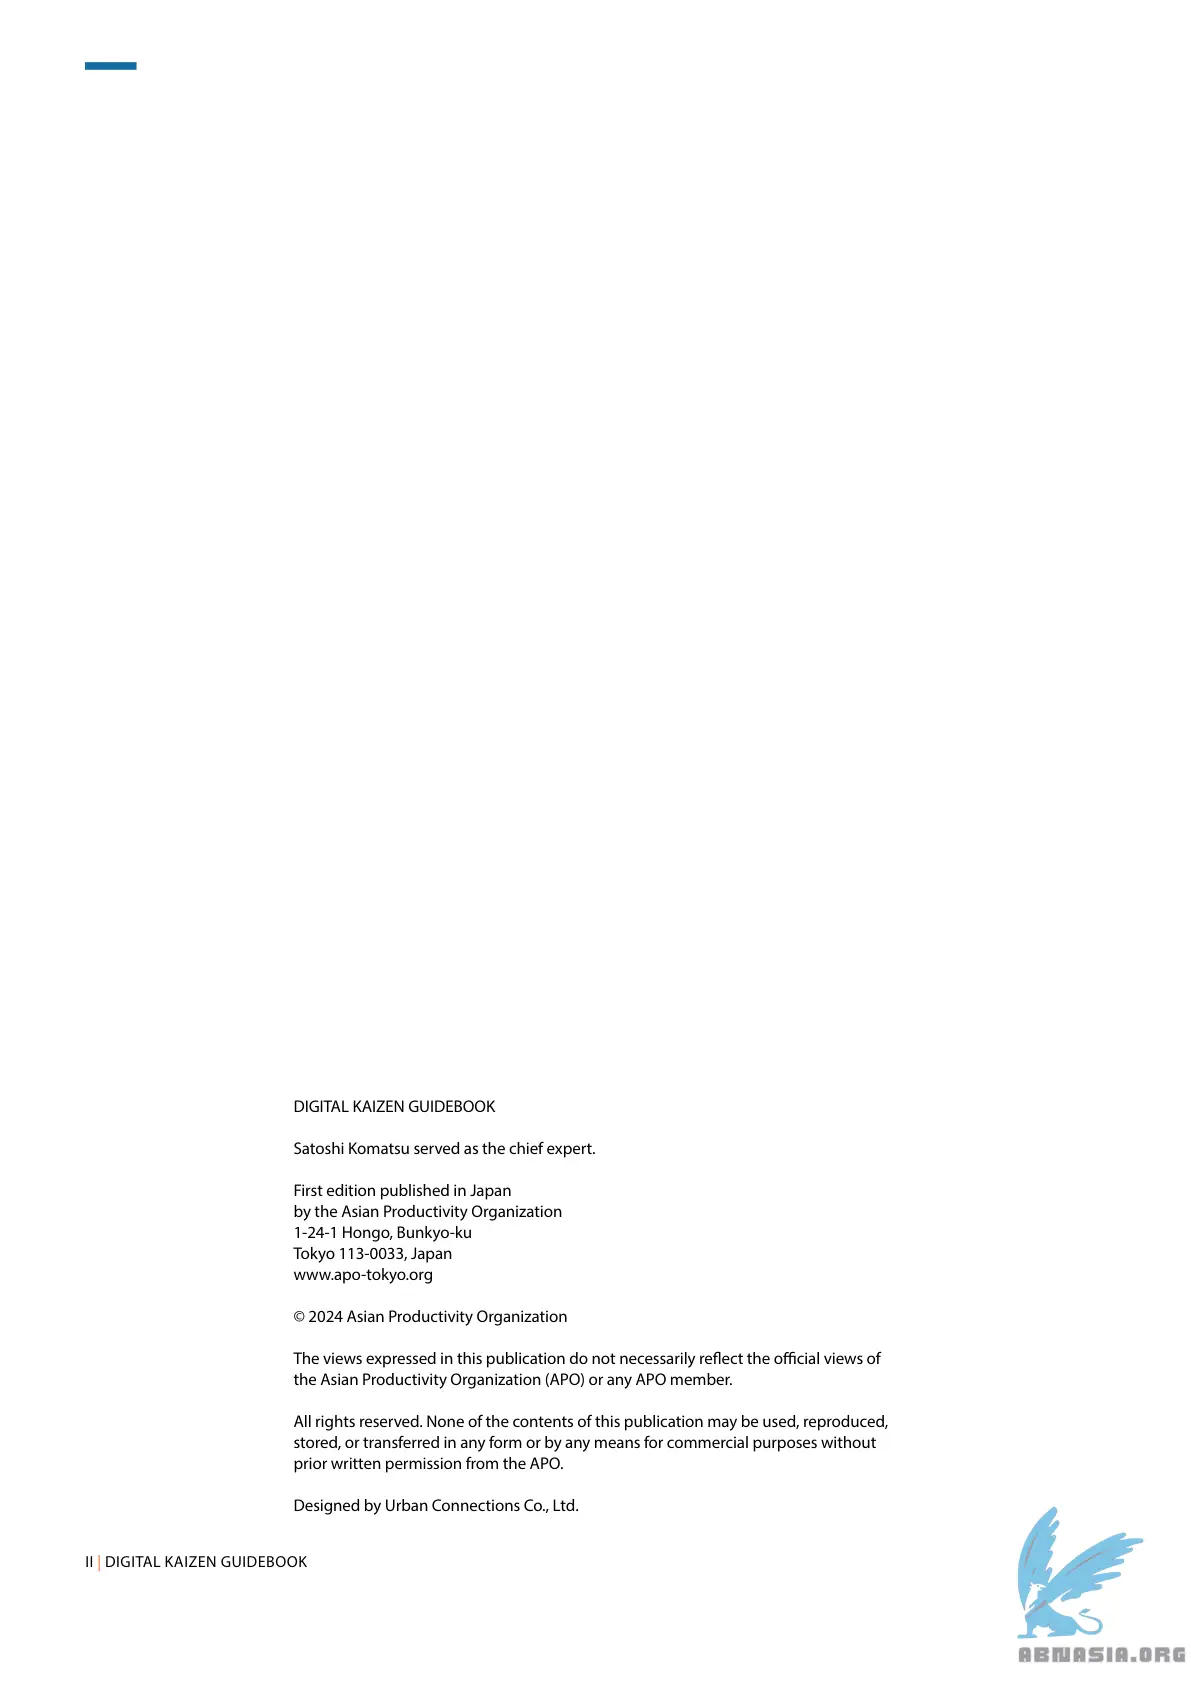 DIGITAL KAIZEN GUIDEBOOK
Satoshi Komatsu served as the chief expert.
First edition published in Japan
by the Asian Productivity Organization
1-24-1 Hongo, Bunkyo-ku
Tokyo 113-0033, Japan
www.apo-tokyo.org
© 2024 Asian Productivity Organization
The views expressed in this publication do not necessarily reflect the official views of
the Asian Productivity Organization (APO) or any APO member.
All rights reserved. None of the contents of this publication may be used, reproduced,
stored, or transferred in any form or by any means for commercial purposes without
prior written permission from the APO.
Designed by Urban Connections Co., Ltd.
II | DIGITAL KAIZEN GUIDEBOOK
ABNASIA.ORG